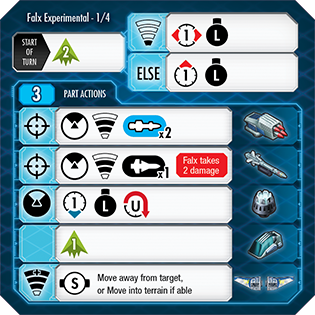 Falx Experimental - 1/4
START OF TURN
2
1 L
ELSE
1 L
3 PART ACTIONS
x2
x1 Falx takes
2 damage
1 L U
1
S Move away from target,
or Move into terrain if able